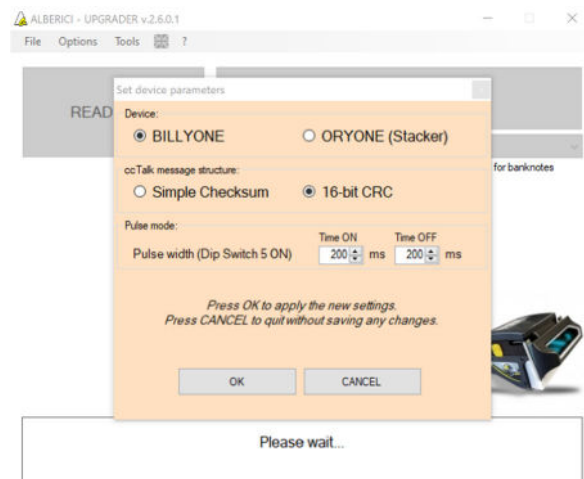 ALBERICI - UPGRADER v.2.6.0.1
File Options Tools ?
READ
Set device parameters
Device:
BILLYONE ORYONE (Stacker)
for banknotes
ccTalk message structure:
Simple Checksum 16-bit CRC
Pulse mode:
Time ON Time OFF
Pulse width (Dip Switch 5 ON) 200 ms 200 ms
Press OK to apply the new settings.
Press CANCEL to quit without saving any changes.
OK CANCEL
Please wait...